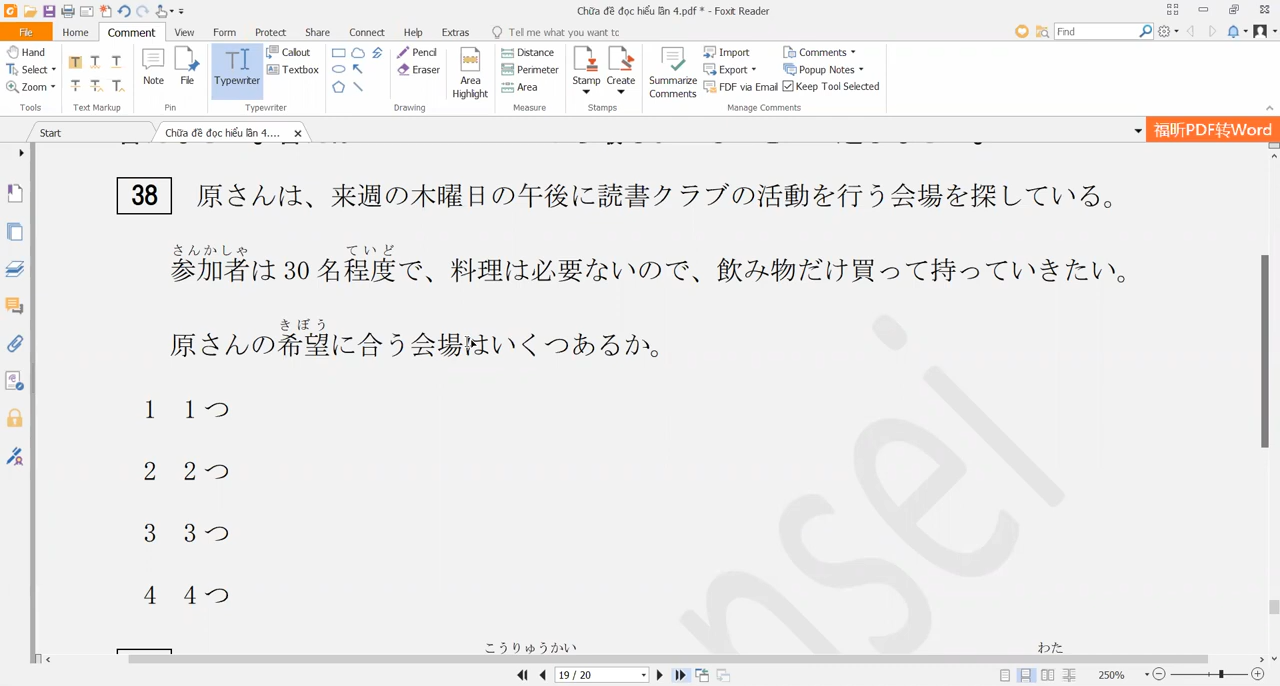 Chữa đề đọc hiểu lần 4.pdf * - Foxit Reader
File Home Comment View Form Protect Share Connect Help Extras Tell me what you want tc Find
Hand
Select
Zoom
Tools
Text Markup
Note
File
Pin
Typewriter
Callout
Textbox
Typewriter
Pencil
Eraser
Drawing
Area Highlight
Distance
Perimeter
Area
Measure
Stamp
Create
Stamps
Summarize Comments
Import
Export
FDF via Email
Comments
Popup Notes
Keep Tool Selected
Manage Comments
Start
Chữa đề đọc hiểu lần 4....
福昕PDF转Word
38 原さんは、来週の木曜日の午後に読書クラブの活動を行う会場を探している。
さんかしゃ ていど
参加者は 30 名程度で、料理は必要ないので、飲み物だけ買って持っていきたい。
きぼう
原さんの希望に合う会場はいくつあるか。
1 1つ
2 2つ
3 3つ
4 4つ
こうりゅうかい わた
nsei
19 / 20
250%